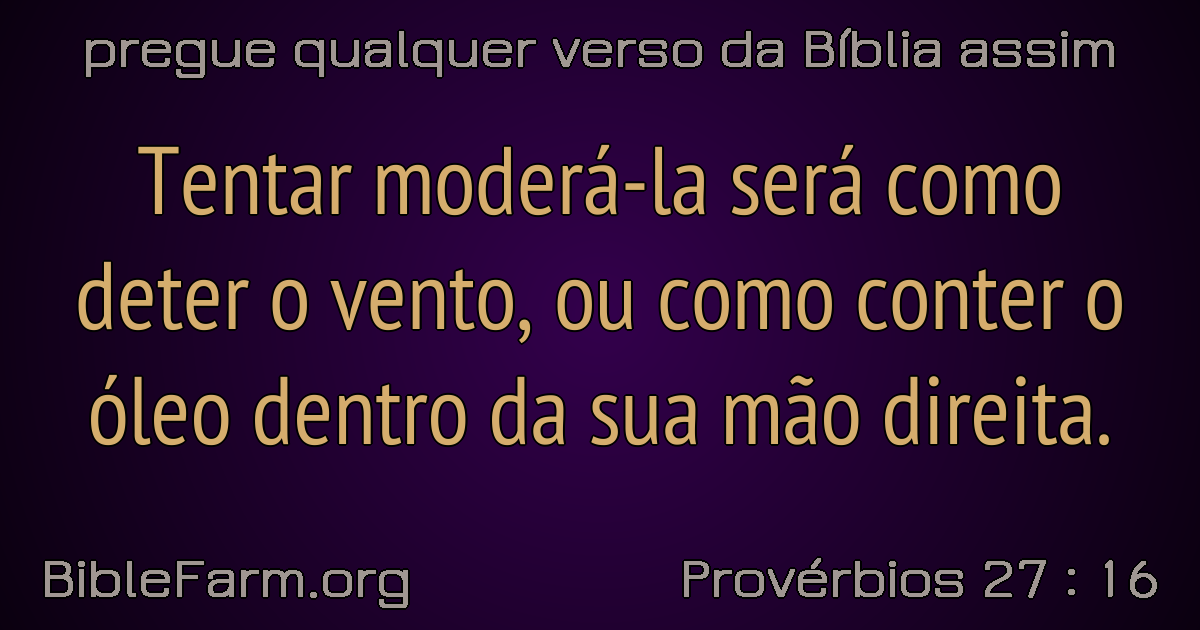 pregue qualquer verso da Bíblia assim
Tentar moderá-la será como
deter o vento, ou como conter o
óleo dentro da sua mão direita.
BibleFarm.org
Provérbios 27 : 16